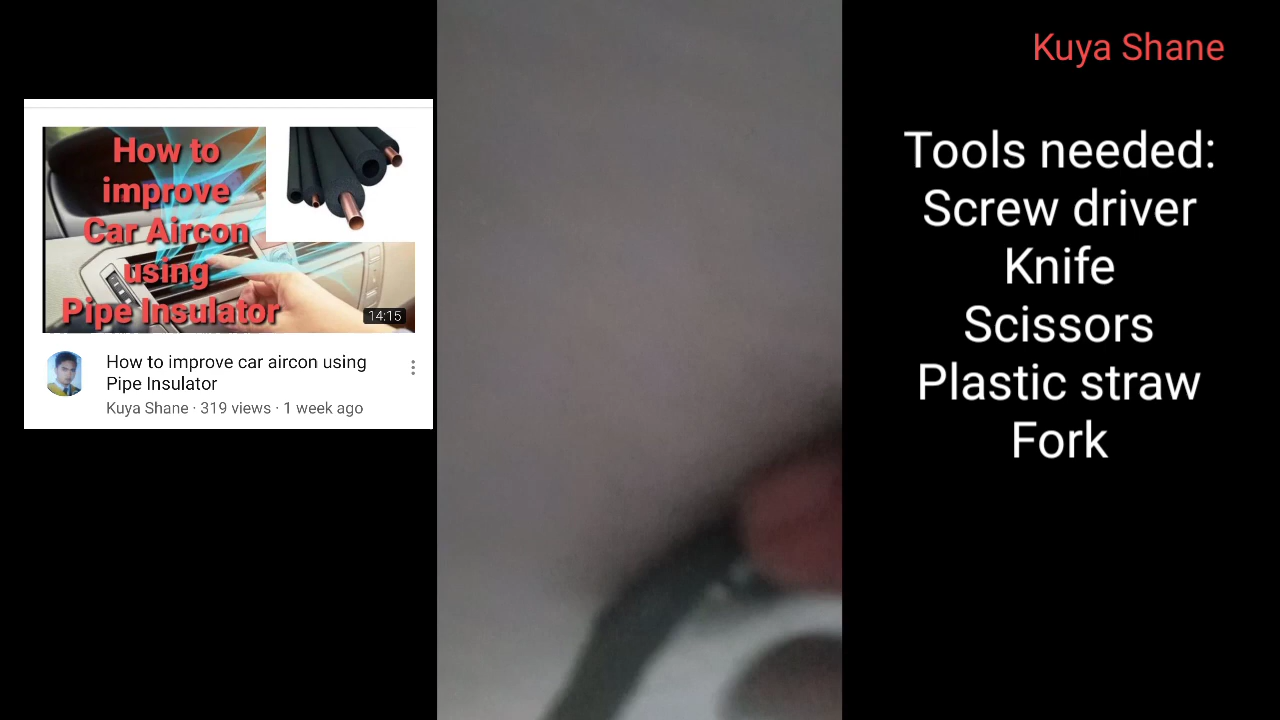 How to
improve
Car Aircon
using
Pipe Insulator
14:15
How to improve car aircon using
Pipe Insulator
Kuya Shane · 319 views · 1 week ago
Kuya Shane
Tools needed:
Screw driver
Knife
Scissors
Plastic straw
Fork